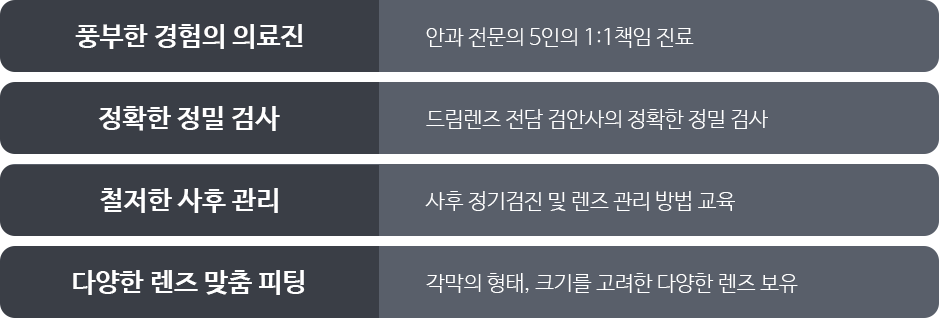 풍부한 경험의 의료진
안과 전문의 5인의 1:1책임 진료
정확한 정밀 검사
드림렌즈 전담 검안사의 정확한 정밀 검사
철저한 사후 관리
사후 정기검진 및 렌즈 관리 방법 교육
다양한 렌즈 맞춤 피팅
각막의 형태, 크기를 고려한 다양한 렌즈 보유